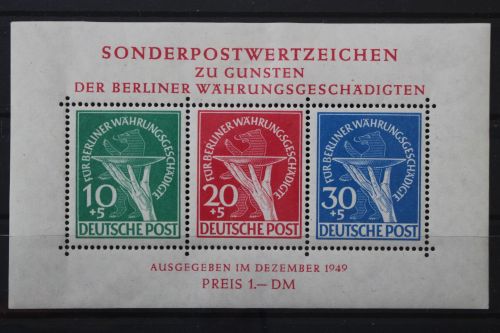 SONDERPOSTWERTZEICHEN
ZU GUNSTEN
DER BERLINER WÄHRUNGSGESCHÄDIGTEN
FÜR BERLINER WÄHRUNGSGESCHÄDIGTE
10
+5
DEUTSCHE POST
FÜR BERLINER WÄHRUNGSGESCHÄDIGTE
20
+5
DEUTSCHE POST
FÜR BERLINER WÄHRUNGSGESCHÄDIGTE
30
+5
DEUTSCHE POST
AUSGEGEBEN IM DEZEMBER 1949
PREIS 1.— DM